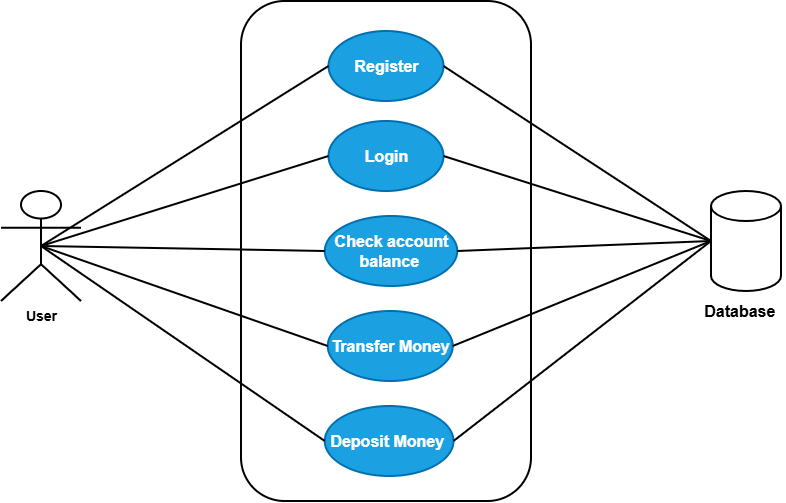 Register
Login
Check account
balance
Transfer Money
Deposit Money
User
Database